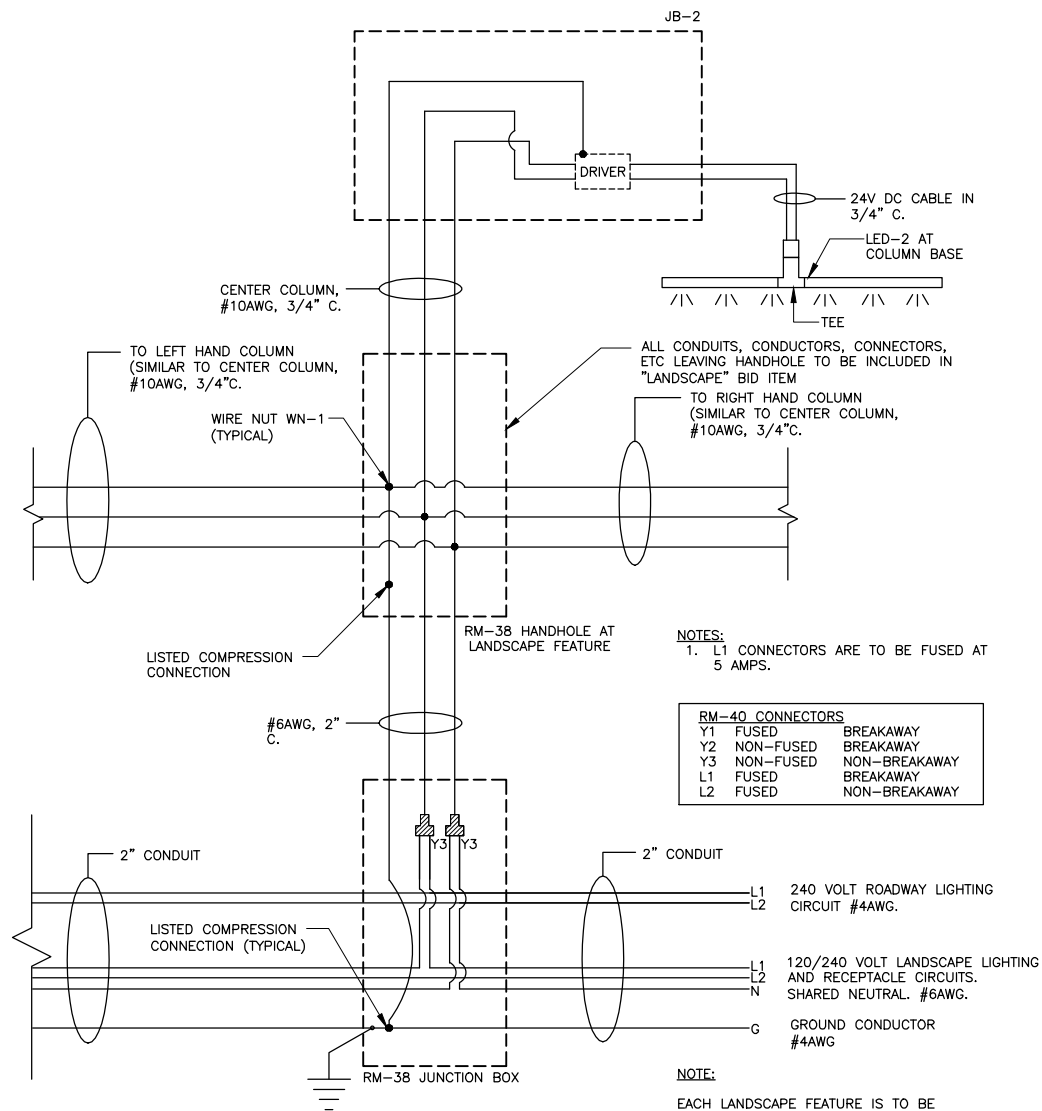 JB-2
DRIVER
24V DC CABLE IN
3/4" C.
LED-2 AT
COLUMN BASE
TEE
CENTER COLUMN,
#10AWG, 3/4" C.
TO LEFT HAND COLUMN
(SIMILAR TO CENTER COLUMN,
#10AWG, 3/4"C.
ALL CONDUITS, CONDUCTORS, CONNECTORS,
ETC LEAVING HANDHOLE TO BE INCLUDED IN
"LANDSCAPE" BID ITEM
TO RIGHT HAND COLUMN
(SIMILAR TO CENTER COLUMN,
#10AWG, 3/4"C.
WIRE NUT WN-1
(TYPICAL)
RM-38 HANDHOLE AT
LANDSCAPE FEATURE
LISTED COMPRESSION
CONNECTION
NOTES:
1. L1 CONNECTORS ARE TO BE FUSED AT
5 AMPS.
#6AWG, 2"
C.
RM-40 CONNECTORS
Y1 FUSED BREAKAWAY
Y2 NON-FUSED BREAKAWAY
Y3 NON-FUSED NON-BREAKAWAY
L1 FUSED BREAKAWAY
L2 FUSED NON-BREAKAWAY
Y3 Y3
2" CONDUIT
2" CONDUIT
L1
L2
240 VOLT ROADWAY LIGHTING
CIRCUIT #4AWG.
LISTED COMPRESSION
CONNECTION (TYPICAL)
L1
L2
N
120/240 VOLT LANDSCAPE LIGHTING
AND RECEPTACLE CIRCUITS.
SHARED NEUTRAL. #6AWG.
G
GROUND CONDUCTOR
#4AWG
RM-38 JUNCTION BOX
NOTE:
EACH LANDSCAPE FEATURE IS TO BE